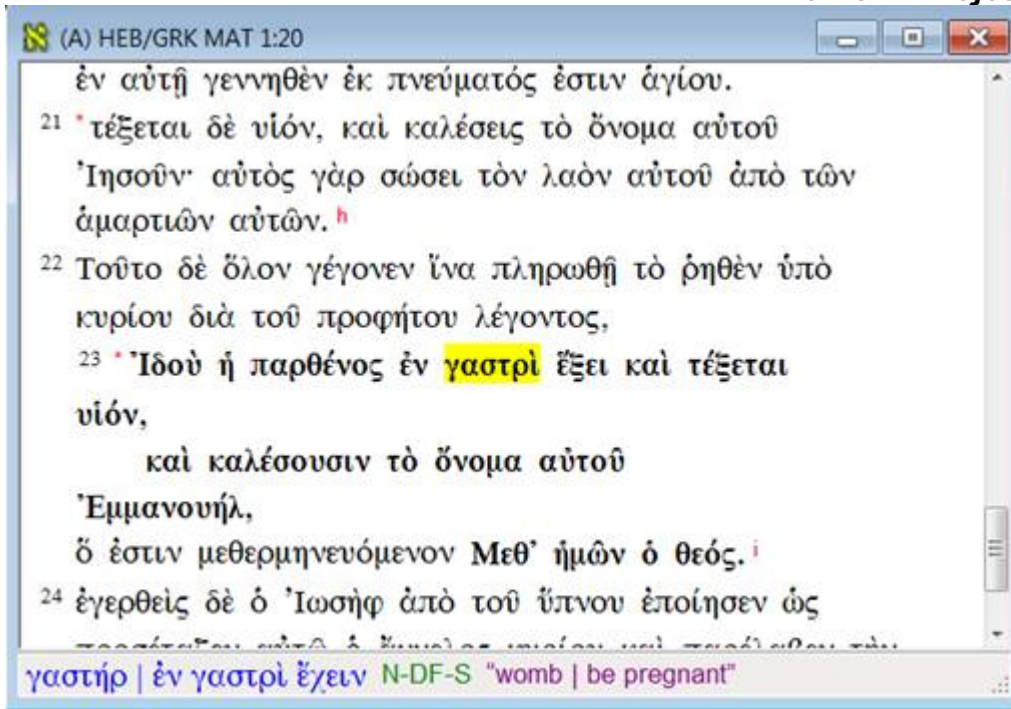 (A) HEB/GRK MAT 1:20
ἐν αὐτῇ γεννηθὲν ἐκ πνεύματός ἐστιν ἁγίου.
21 *τέξεται δὲ υἱόν, καὶ καλέσεις τὸ ὄνομα αὐτοῦ
Ἰησοῦν· αὐτὸς γὰρ σώσει τὸν λαὸν αὐτοῦ ἀπὸ τῶν
ἁμαρτιῶν αὐτῶν. h
22 Τοῦτο δὲ ὅλον γέγονεν ἵνα πληρωθῇ τὸ ῥηθὲν ὑπὸ
κυρίου διὰ τοῦ προφήτου λέγοντος,
23 *Ἰδοὺ ἡ παρθένος ἐν γαστρὶ ἕξει καὶ τέξεται
υἱόν,
καὶ καλέσουσιν τὸ ὄνομα αὐτοῦ
Ἐμμανουήλ,
ὅ ἐστιν μεθερμηνευόμενον Μεθ’ ἡμῶν ὁ θεός. i
24 ἐγερθεὶς δὲ ὁ Ἰωσὴφ ἀπὸ τοῦ ὕπνου ἐποίησεν ὡς
γαστήρ | ἐν γαστρὶ ἔχειν N-DF-S "womb | be pregnant"